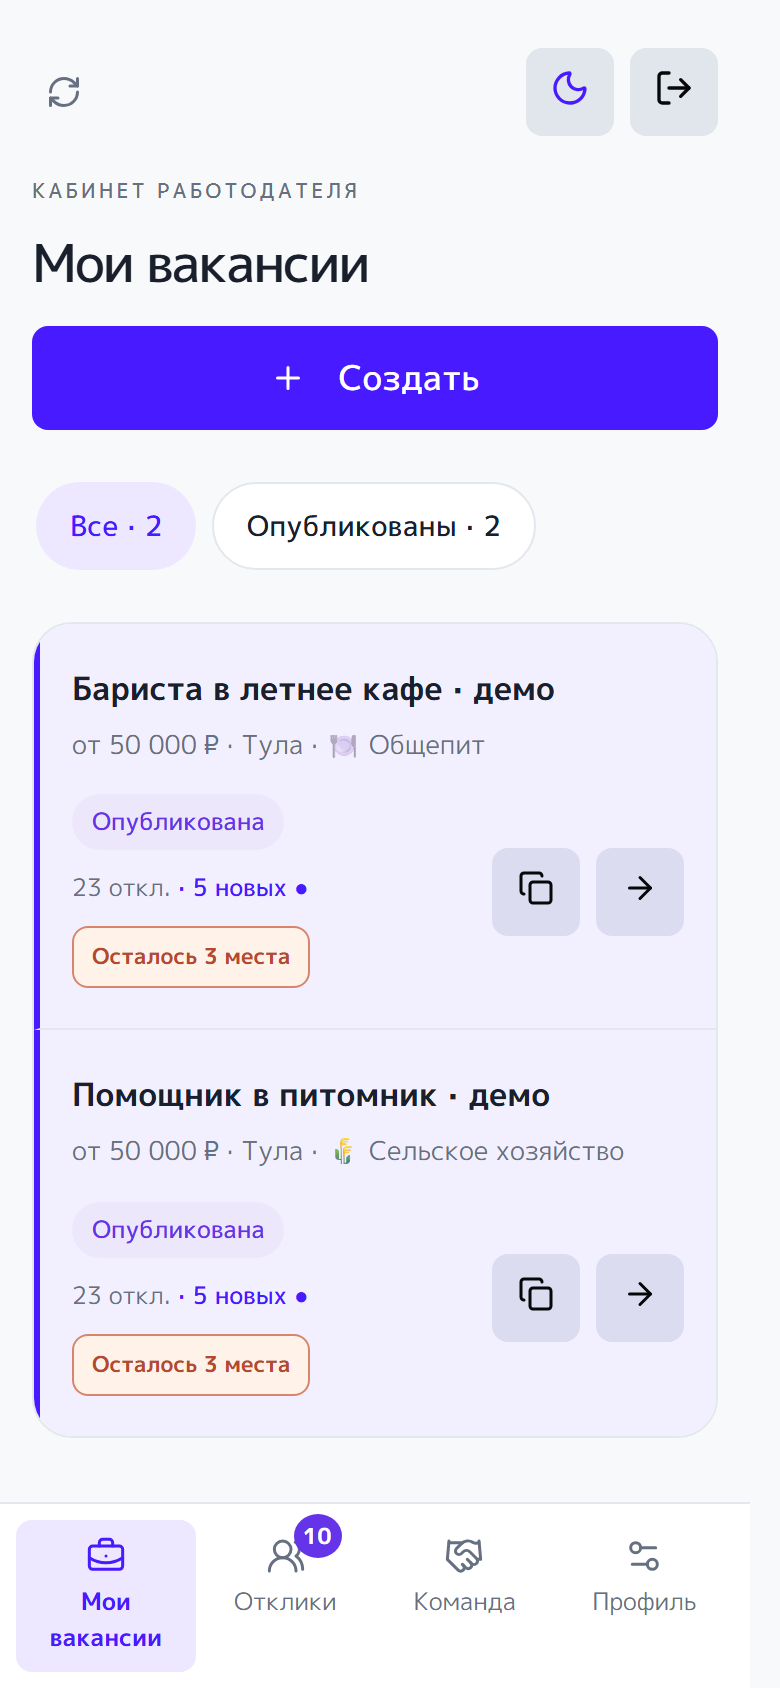 КАБИНЕТ РАБОТОДАТЕЛЯ
Мои вакансии
+ Создать
Все · 2
Опубликованы · 2
Бариста в летнее кафе · демо
от 50 000 ₽ · Тула · 🍽️ Общепит
Опубликована
23 откл. · 5 новых ●
Осталось 3 места
Помощник в питомник · демо
от 50 000 ₽ · Тула · 🌾 Сельское хозяйство
Опубликована
23 откл. · 5 новых ●
Осталось 3 места
Мои вакансии
10
Отклики
Команда
Профиль